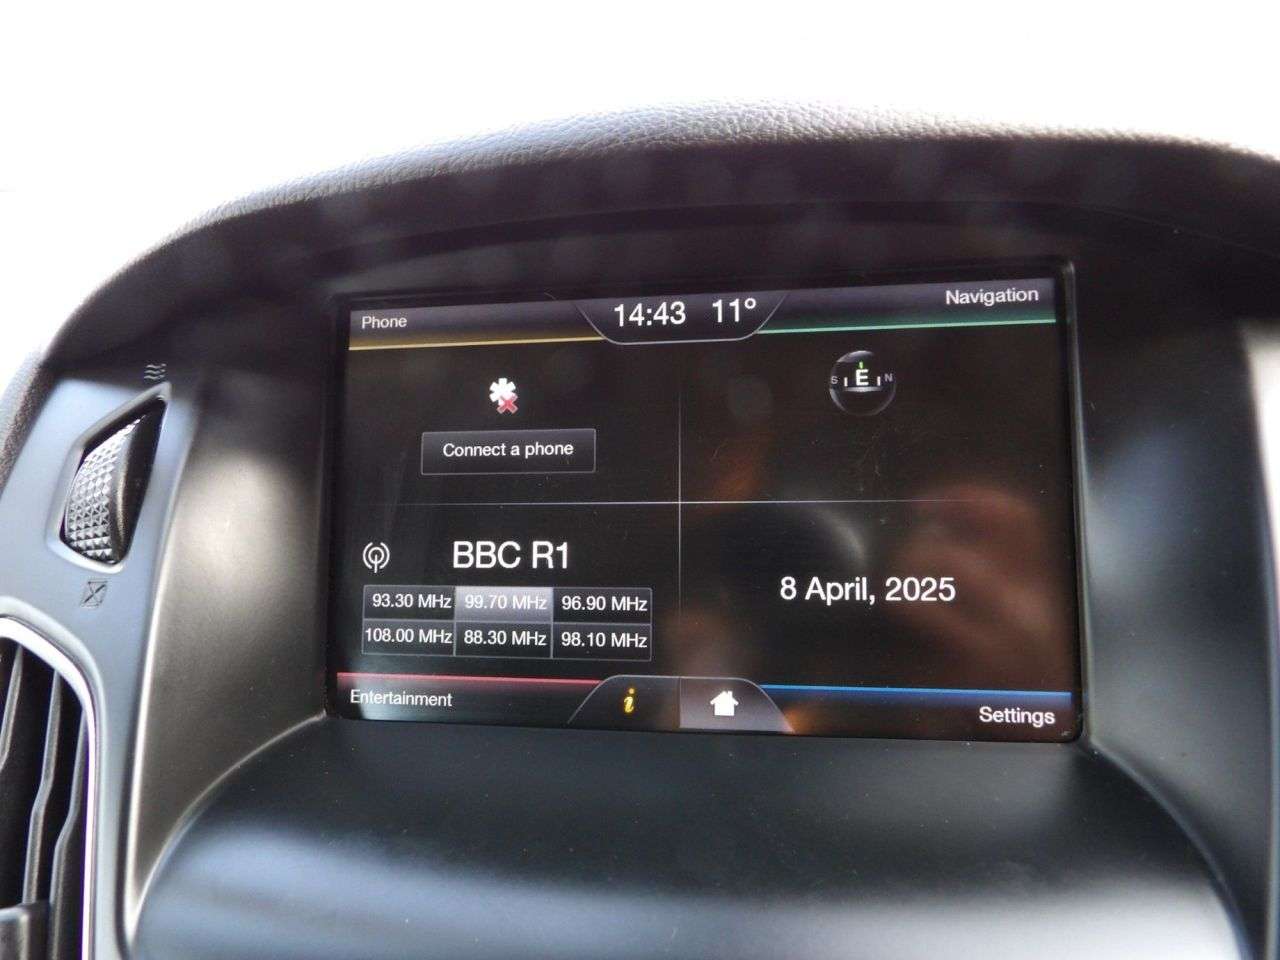 Phone
14:43 11°
Navigation
S E N
Connect a phone
BBC R1
93.30 MHz 99.70 MHz 96.90 MHz
108.00 MHz 88.30 MHz 98.10 MHz
8 April, 2025
Entertainment
i
Settings